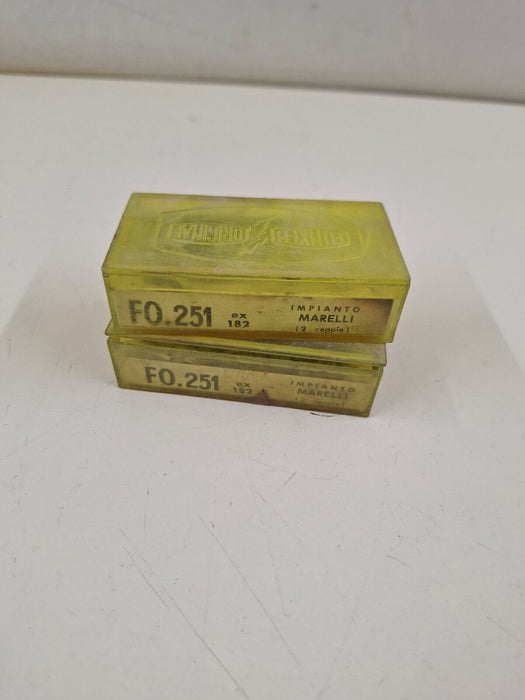 FO.251 ex 182 IMPIANTO MARELLI (2 coppie)
FO.251 ex 182 IMPIANTO MARELLI